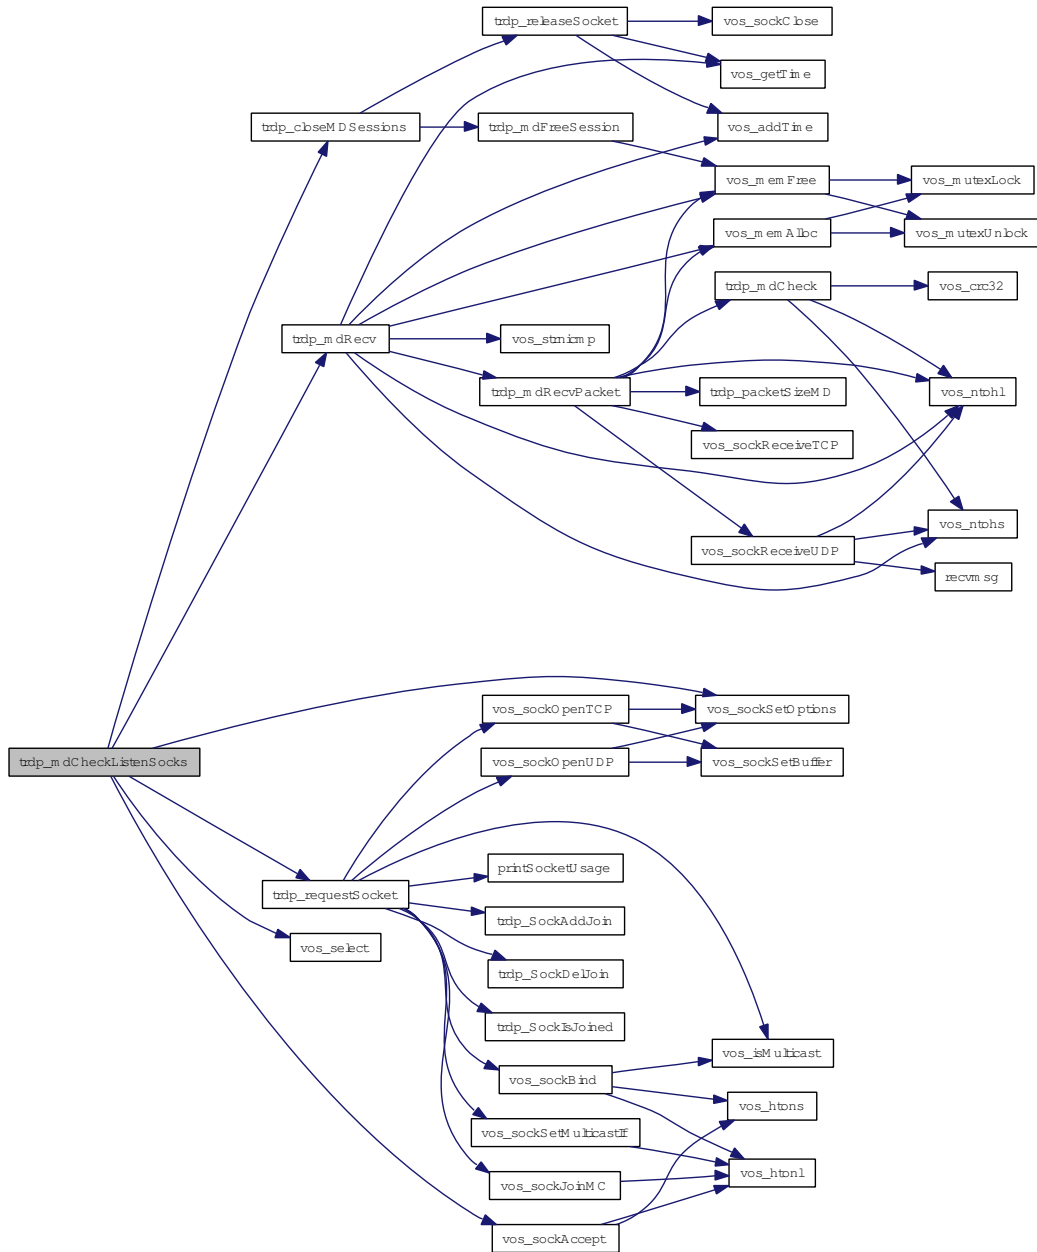 trdp_releaseSocket
vos_sockClose
vos_getTime
trdp_closeMDSessions
trdp_mdFreeSession
vos_addTime
vos_memFree
vos_mutexLock
vos_memAlloc
vos_mutexUnlock
trdp_mdCheck
vos_crc32
trdp_mdRecv
vos_strnicmp
trdp_mdRecvPacket
trdp_packetSizeMD
vos_ntohl
vos_sockReceiveTCP
vos_ntohs
vos_sockReceiveUDP
recvmsg
vos_sockOpenTCP
vos_sockSetOptions
trdp_mdCheckListenSocks
vos_sockOpenUDP
vos_sockSetBuffer
printSocketUsage
trdp_requestSocket
trdp_SockAddJoin
vos_select
trdp_SockDelJoin
trdp_SockIsJoined
vos_isMulticast
vos_sockBind
vos_htons
vos_sockSetMulticastIf
vos_htonl
vos_sockJoinMC
vos_sockAccept